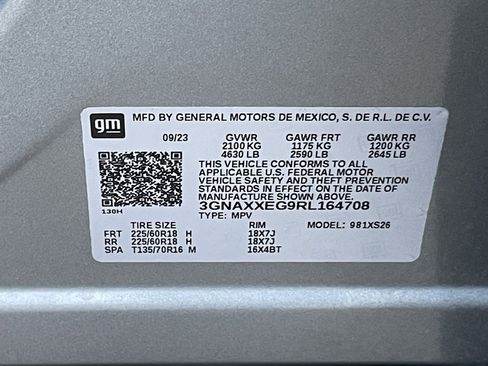 gm MFD BY GENERAL MOTORS DE MEXICO, S. DE R.L. DE C.V.
09/23 GVWR GAWR FRT GAWR RR
2100 KG 1175 KG 1200 KG
4630 LB 2590 LB 2645 LB
THIS VEHICLE CONFORMS TO ALL
APPLICABLE U.S. FEDERAL MOTOR
VEHICLE SAFETY AND THEFT PREVENTION
STANDARDS IN EFFECT ON THE DATE OF
MANUFACTURE SHOWN ABOVE.
3GNAXXEG9RL164708
130H TYPE: MPV
TIRE SIZE RIM MODEL: 981XS26
FRT 225/60R18 H 18X7J
RR 225/60R18 H 18X7J
SPA T135/70R16 M 16X4BT